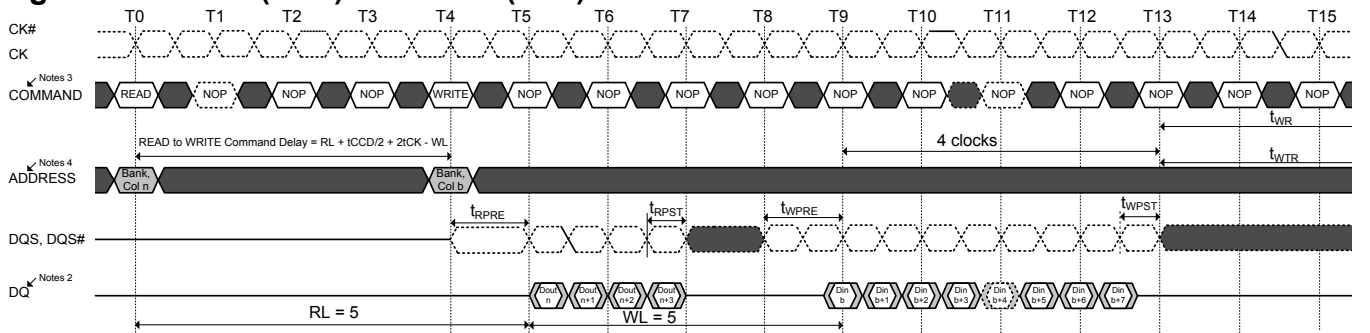 T0 T1 T2 T3 T4 T5 T6 T7 T8 T9 T10 T11 T12 T13 T14 T15
CK#
CK
Notes 3
COMMAND READ NOP NOP NOP WRITE NOP NOP NOP NOP NOP NOP NOP NOP NOP NOP NOP
tWR
READ to WRITE Command Delay = RL + tCCD/2 + 2tCK - WL
4 clocks
tWTR
Notes 4
ADDRESS Bank, Col n Bank, Col b
tRPRE tRPST tWPRE tWPST
DQS, DQS#
Notes 2
DQ Dout n Dout n+1 Dout n+2 Dout n+3 Din b Din b+1 Din b+2 Din b+3 Din b+4 Din b+5 Din b+6 Din b+7
RL = 5 WL = 5